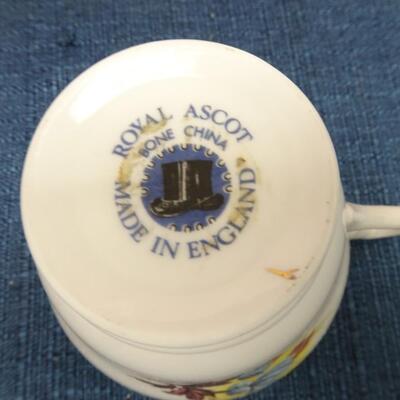 ROYAL ASCOT
BONE CHINA
MADE IN ENGLAND